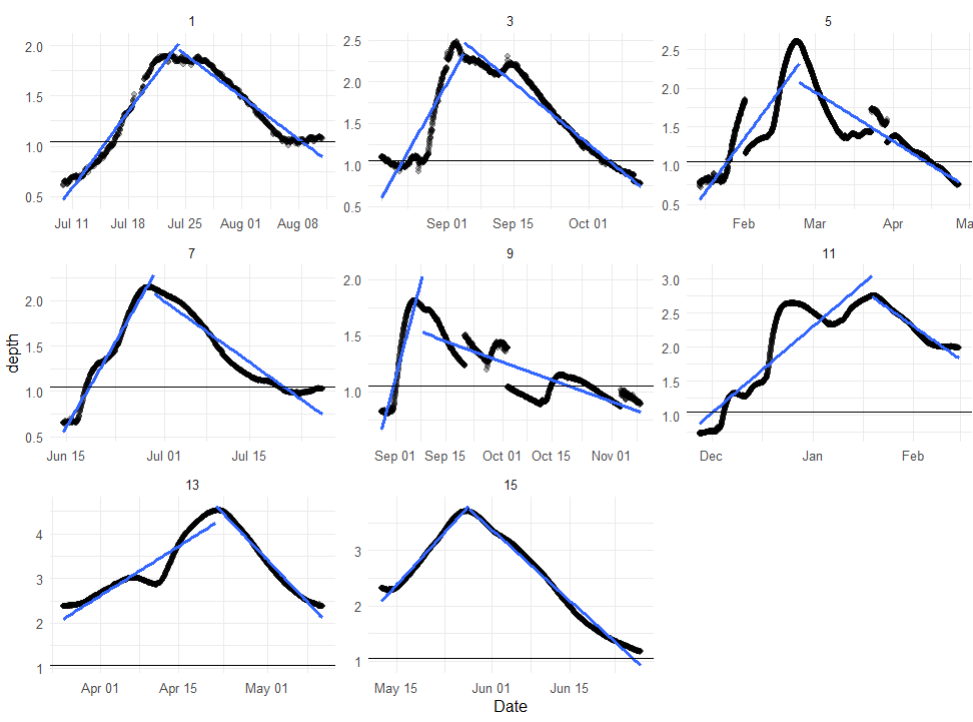 1 3 5
2.0 2.5 2.5
1.5 2.0 2.0
1.0 1.5 1.5
0.5 1.0 1.0
0.5 0.5
Jul 11 Jul 18 Jul 25 Aug 01 Aug 08 Sep 01 Sep 15 Oct 01 Feb Mar Apr Ma
7 9 11
2.0 2.0 3.0
1.5 1.5 2.5
1.0 1.0 2.0
0.5 1.5
1.0
Jun 15 Jul 01 Jul 15 Sep 01 Sep 15 Oct 01 Oct 15 Nov 01 Dec Jan Feb
depth
13 15
4 3
3 2
2 1
1
Apr 01 Apr 15 May 01 May 15 Jun 01 Jun 15
Date